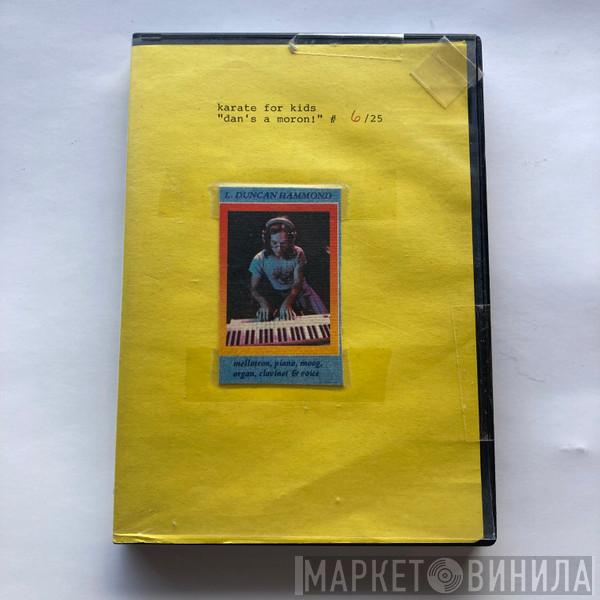 karate for kids
"dan's a moron!" # 6/25
L. DUNCAN HAMMOND
mellotron, piano, moog,
organ, clavinet & voice
МАРКЕТ ВИНИЛА